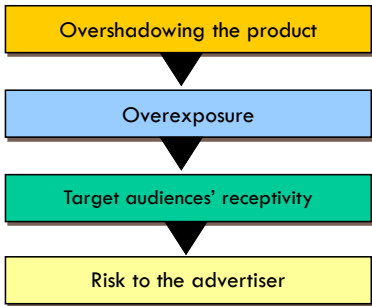 Overshadowing the product
Overexposure
Target audiences’ receptivity
Risk to the advertiser